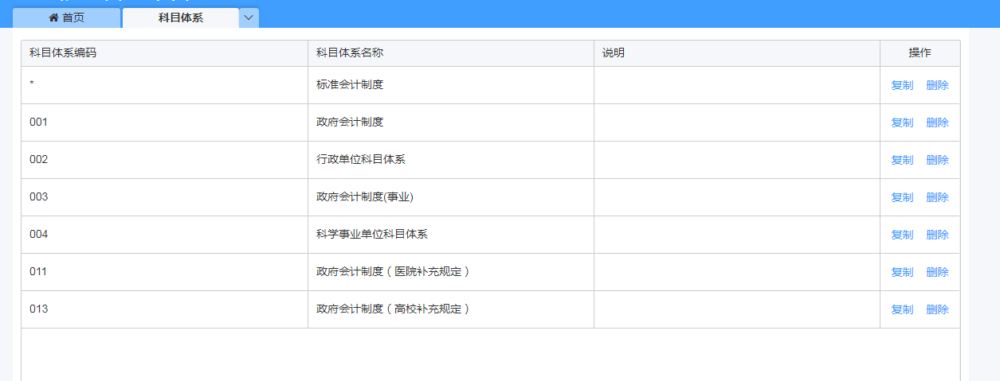 首页 科目体系
科目体系编码 科目体系名称 说明 操作
* 标准会计制度 复制 删除
001 政府会计制度 复制 删除
002 行政单位科目体系 复制 删除
003 政府会计制度(事业) 复制 删除
004 科学事业单位科目体系 复制 删除
011 政府会计制度（医院补充规定） 复制 删除
013 政府会计制度（高校补充规定） 复制 删除